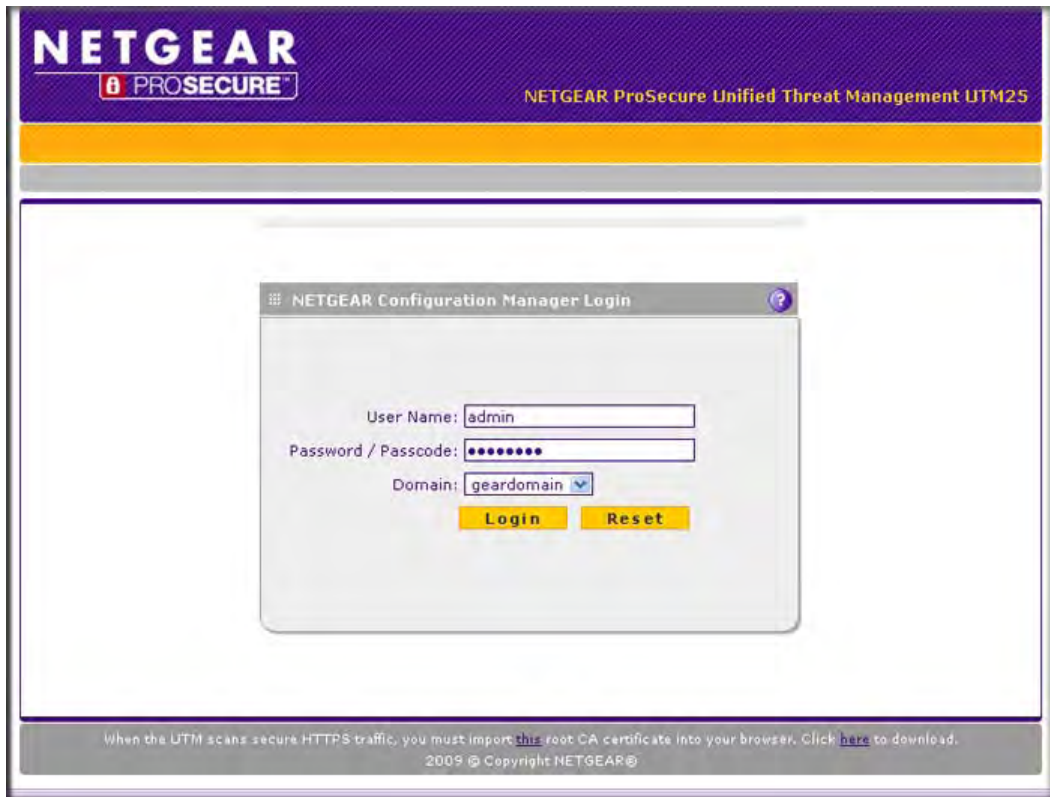 NETGEAR
PROSECURE™
NETGEAR ProSecure Unified Threat Management UTM25
NETGEAR Configuration Manager Login
?
User Name: admin
Password / Passcode: ••••••••
Domain: geardomain
Login Reset
When the UTM scans secure HTTPS traffic, you must import this root CA certificate into your browser. Click here to download.
2009 © Copyright NETGEAR®